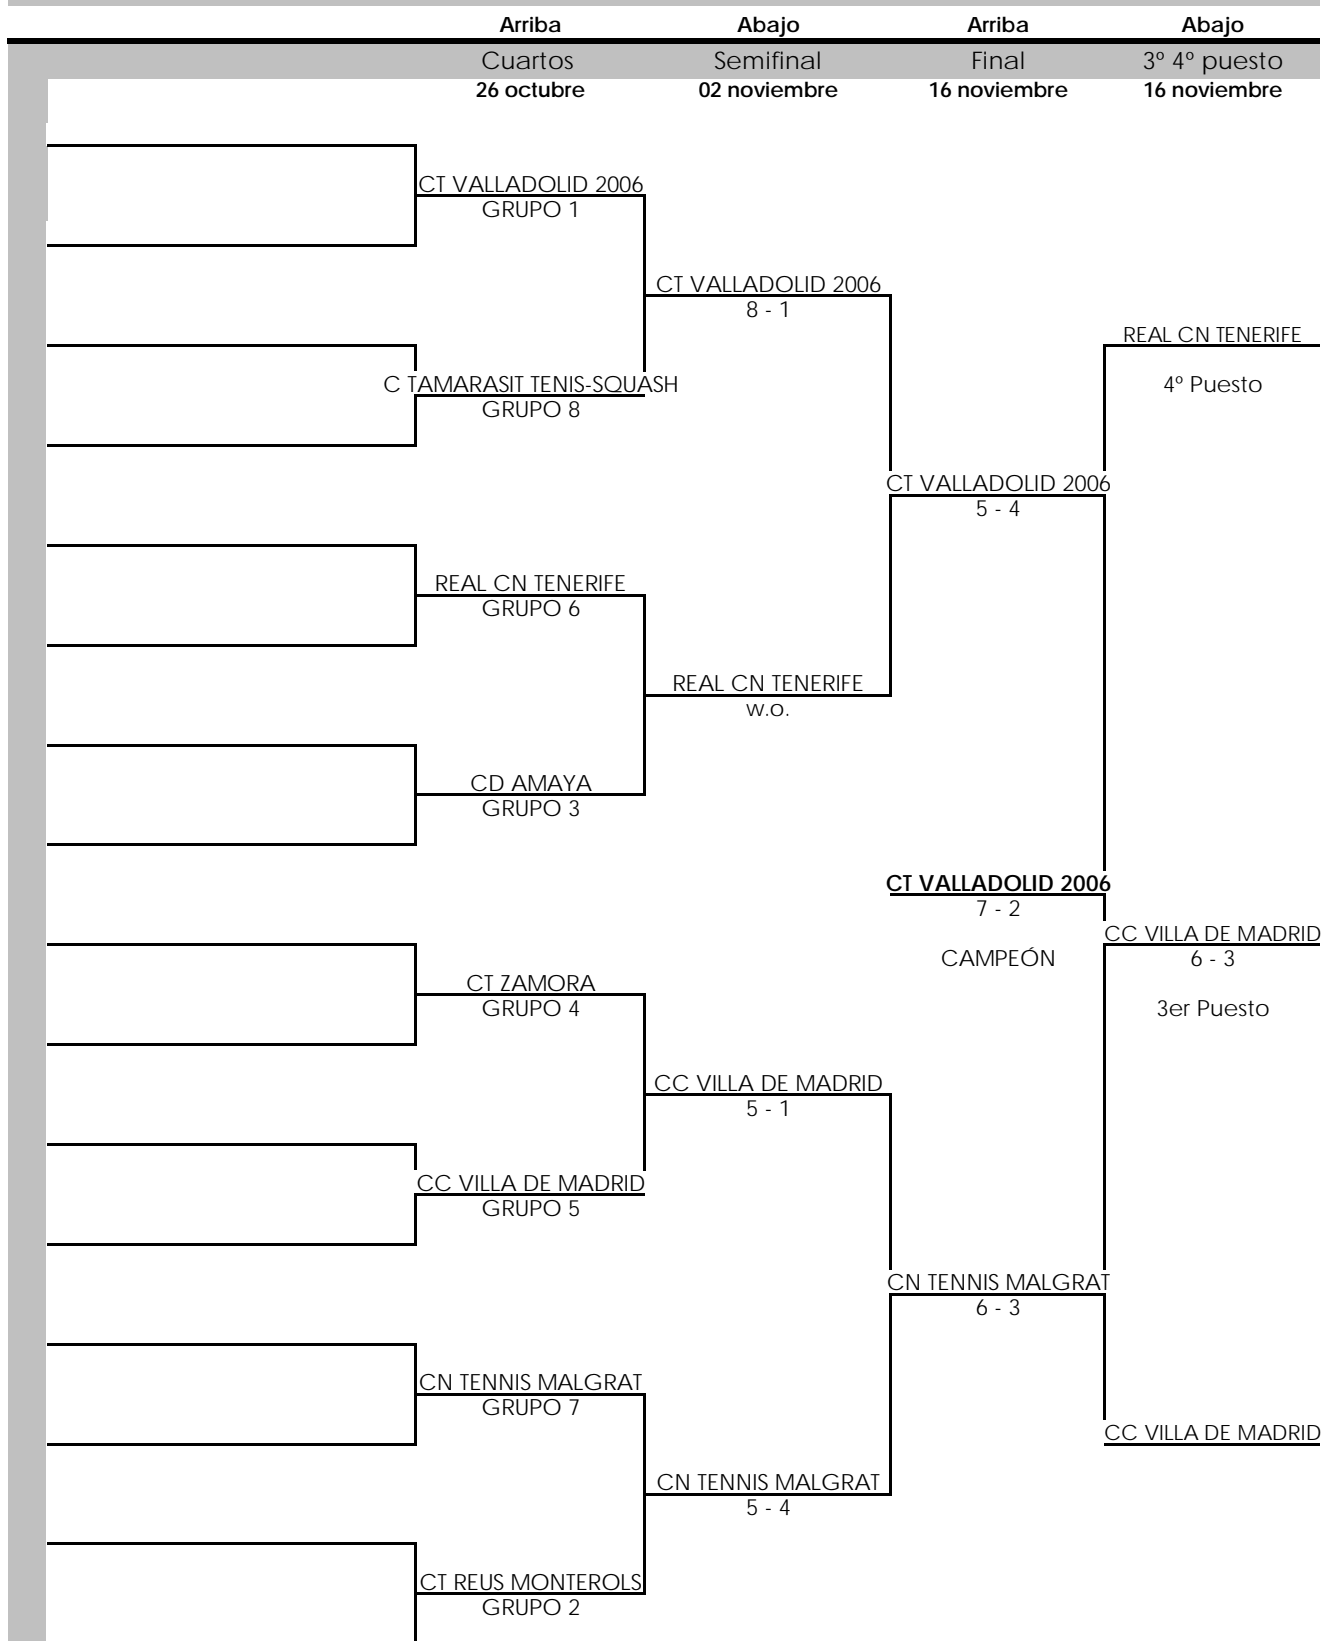 Arriba Abajo Arriba Abajo
Cuartos Semifinal Final 3º 4º puesto
26 octubre 02 noviembre 16 noviembre 16 noviembre
CT VALLADOLID 2006
GRUPO 1
CT VALLADOLID 2006
8 - 1
REAL CN TENERIFE
C TAMARASIT TENIS-SQUASH 4º Puesto
GRUPO 8
CT VALLADOLID 2006
5 - 4
REAL CN TENERIFE
GRUPO 6
REAL CN TENERIFE
w.o.
CD AMAYA
GRUPO 3
CT VALLADOLID 2006
7 - 2
CC VILLA DE MADRID
CAMPEÓN 6 - 3
CT ZAMORA
GRUPO 4 3er Puesto
CC VILLA DE MADRID
5 - 1
CC VILLA DE MADRID
GRUPO 5
CN TENNIS MALGRAT
6 - 3
CN TENNIS MALGRAT
GRUPO 7
CC VILLA DE MADRID
CN TENNIS MALGRAT
5 - 4
CT REUS MONTEROLS
GRUPO 2